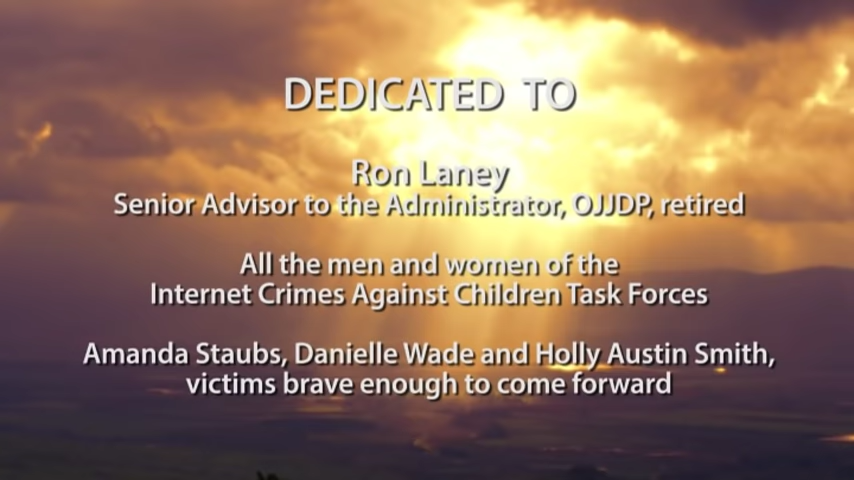 DEDICATED TO
Ron Laney
Senior Advisor to the Administrator, OJJDP, retired
All the men and women of the
Internet Crimes Against Children Task Forces
Amanda Staubs, Danielle Wade and Holly Austin Smith,
victims brave enough to come forward